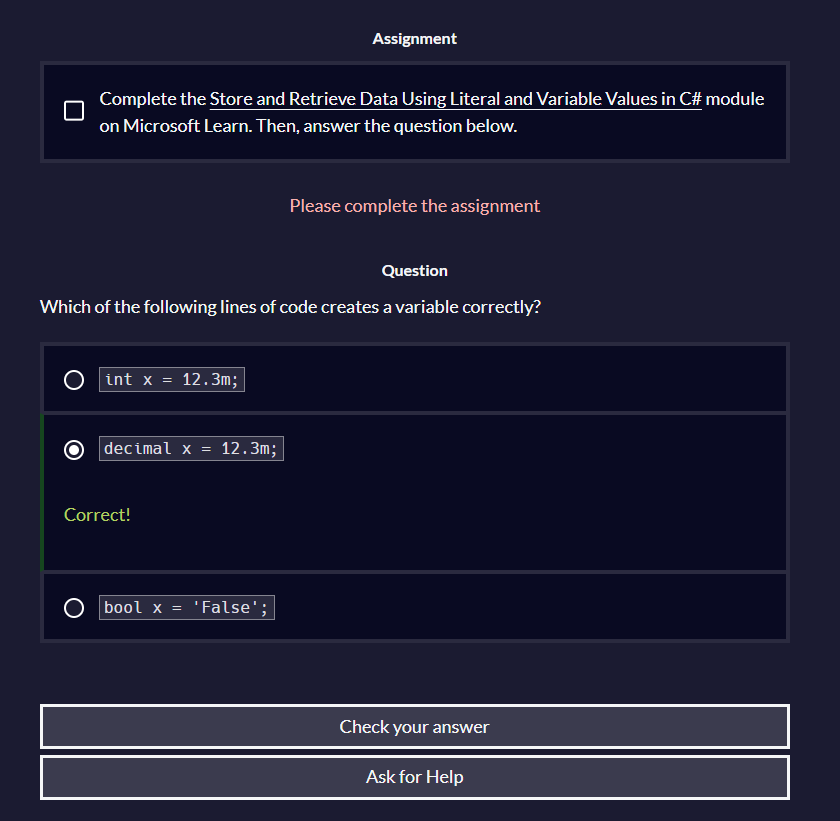 Assignment
Complete the Store and Retrieve Data Using Literal and Variable Values in C# module
on Microsoft Learn. Then, answer the question below.
Please complete the assignment
Question
Which of the following lines of code creates a variable correctly?
int x = 12.3m;
decimal x = 12.3m;
Correct!
bool x = 'False';
Check your answer
Ask for Help